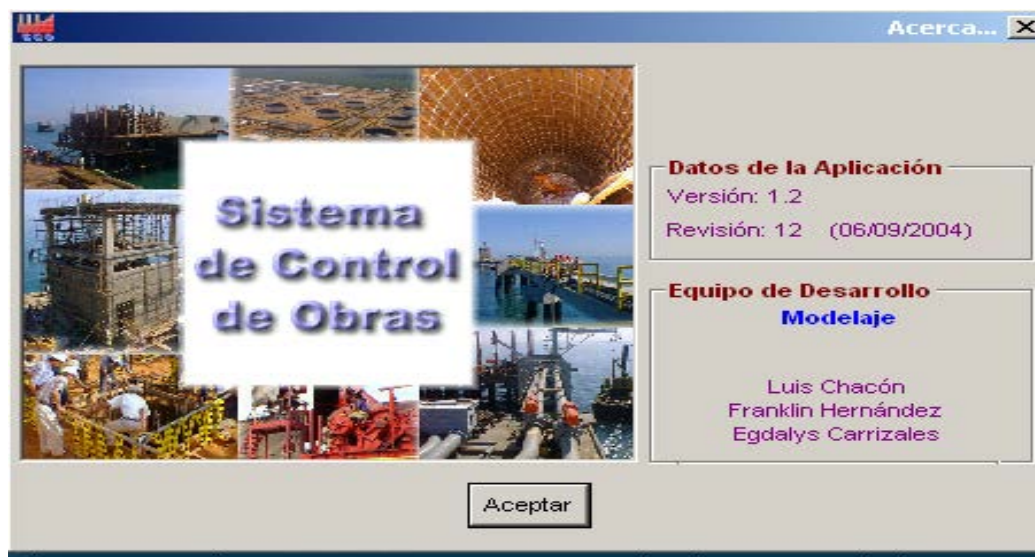 Acerca...
Sistema
de Control
de Obras
Datos de la Aplicación
Versión: 1.2
Revisión: 12 (06/09/2004)
Equipo de Desarrollo
Modelaje
Luis Chacón
Franklin Hernández
Egdalys Carrizales
Aceptar